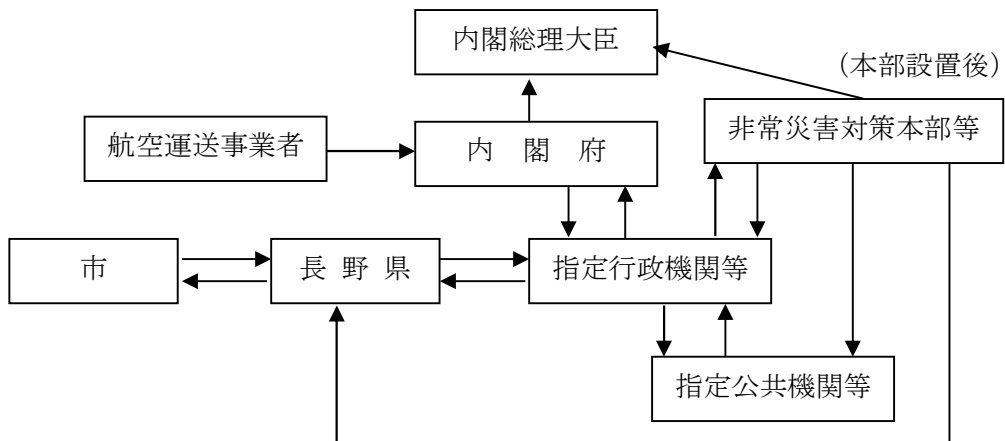 内閣総理大臣
（本部設置後）
航空運送事業者
内　閣　府
非常災害対策本部等
市
長 野 県
指定行政機関等
指定公共機関等